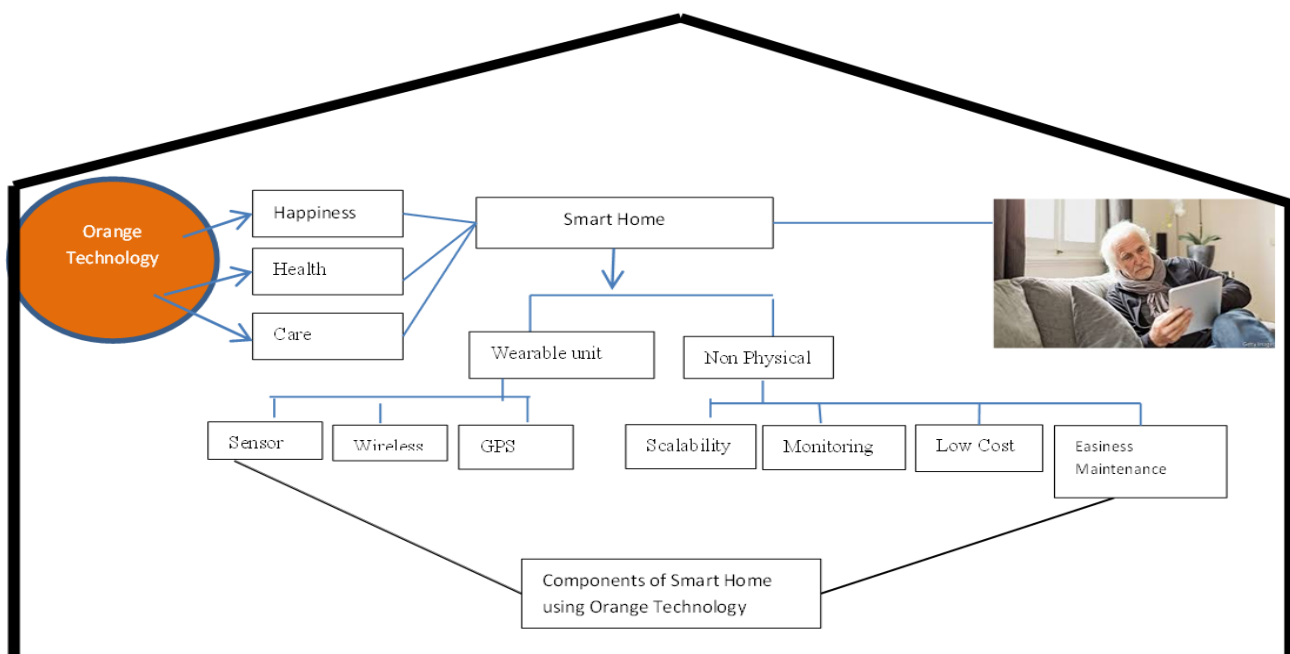 Orange
Technology
Happiness
Health
Care
Smart Home
Wearable unit
Non Physical
Sensor
Wireless
GPS
Scalability
Monitoring
Low Cost
Easiness
Maintenance
Components of Smart Home
using Orange Technology